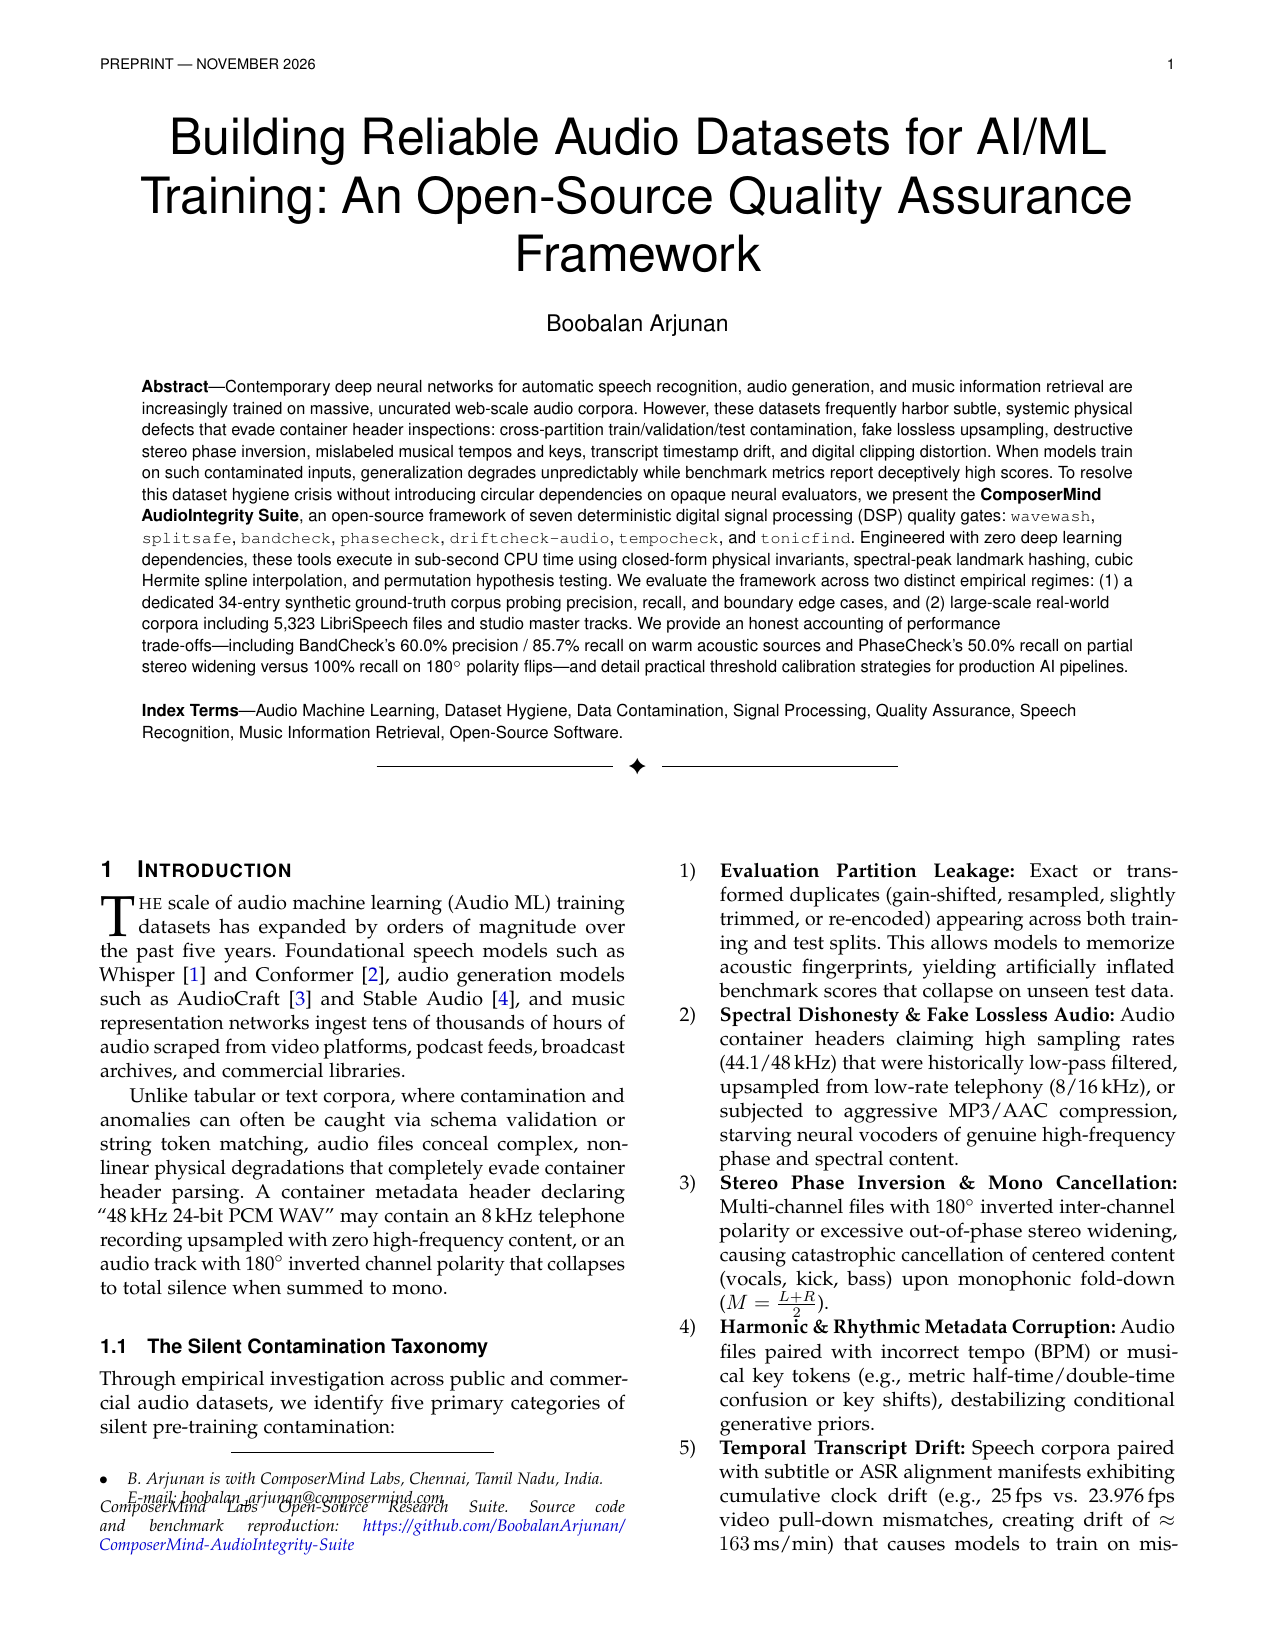 PREPRINT — NOVEMBER 2026 1
Building Reliable Audio Datasets for AI/ML
Training: An Open-Source Quality Assurance
Framework
Boobalan Arjunan
Abstract—Contemporary deep neural networks for automatic speech recognition, audio generation, and music information retrieval are
increasingly trained on massive, uncurated web-scale audio corpora. However, these datasets frequently harbor subtle, systemic physical
defects that evade container header inspections: cross-partition train/validation/test contamination, fake lossless upsampling, destructive
stereo phase inversion, mislabeled musical tempos and keys, transcript timestamp drift, and digital clipping distortion. When models train
on such contaminated inputs, generalization degrades unpredictably while benchmark metrics report deceptively high scores. To resolve
this dataset hygiene crisis without introducing circular dependencies on opaque neural evaluators, we present the ComposerMind
AudioIntegrity Suite, an open-source framework of seven deterministic digital signal processing (DSP) quality gates: wavewash,
splitsafe, bandcheck, phasecheck, driftcheck-audio, tempocheck, and tonicfind. Engineered with zero deep learning
dependencies, these tools execute in sub-second CPU time using closed-form physical invariants, spectral-peak landmark hashing, cubic
Hermite spline interpolation, and permutation hypothesis testing. We evaluate the framework across two distinct empirical regimes: (1) a
dedicated 34-entry synthetic ground-truth corpus probing precision, recall, and boundary edge cases, and (2) large-scale real-world
corpora including 5,323 LibriSpeech files and studio master tracks. We provide an honest accounting of performance
trade-offs—including BandCheck's 60.0% precision / 85.7% recall on warm acoustic sources and PhaseCheck's 50.0% recall on partial
stereo widening versus 100% recall on 180° polarity flips—and detail practical threshold calibration strategies for production AI pipelines.
Index Terms—Audio Machine Learning, Dataset Hygiene, Data Contamination, Signal Processing, Quality Assurance, Speech
Recognition, Music Information Retrieval, Open-Source Software.
1 INTRODUCTION
THE scale of audio machine learning (Audio ML) training
datasets has expanded by orders of magnitude over
the past five years. Foundational speech models such as
Whisper [1] and Conformer [2], audio generation models
such as AudioCraft [3] and Stable Audio [4], and music
representation networks ingest tens of thousands of hours of
audio scraped from video platforms, podcast feeds, broadcast
archives, and commercial libraries.
Unlike tabular or text corpora, where contamination and
anomalies can often be caught via schema validation or
string token matching, audio files conceal complex, non-
linear physical degradations that completely evade container
header parsing. A container metadata header declaring
“48 kHz 24-bit PCM WAV” may contain an 8 kHz telephone
recording upsampled with zero high-frequency content, or an
audio track with 180° inverted channel polarity that collapses
to total silence when summed to mono.
1.1 The Silent Contamination Taxonomy
Through empirical investigation across public and commer-
cial audio datasets, we identify five primary categories of
silent pre-training contamination:
• B. Arjunan is with ComposerMind Labs, Chennai, Tamil Nadu, India.
E-mail: boobalan_arjunan@composermind.com
ComposerMind Labs Open-Source Research Suite. Source code
and benchmark reproduction: https://github.com/BoobalanArjunan/
ComposerMind-AudioIntegrity-Suite
1) Evaluation Partition Leakage: Exact or trans-
formed duplicates (gain-shifted, resampled, slightly
trimmed, or re-encoded) appearing across both train-
ing and test splits. This allows models to memorize
acoustic fingerprints, yielding artificially inflated
benchmark scores that collapse on unseen test data.
2) Spectral Dishonesty & Fake Lossless Audio: Audio
container headers claiming high sampling rates
(44.1/48 kHz) that were historically low-pass filtered,
upsampled from low-rate telephony (8/16 kHz), or
subjected to aggressive MP3/AAC compression,
starving neural vocoders of genuine high-frequency
phase and spectral content.
3) Stereo Phase Inversion & Mono Cancellation:
Multi-channel files with 180° inverted inter-channel
polarity or excessive out-of-phase stereo widening,
causing catastrophic cancellation of centered content
(vocals, kick, bass) upon monophonic fold-down
(M = L+R/2).
4) Harmonic & Rhythmic Metadata Corruption: Audio
files paired with incorrect tempo (BPM) or musi-
cal key tokens (e.g., metric half-time/double-time
confusion or key shifts), destabilizing conditional
generative priors.
5) Temporal Transcript Drift: Speech corpora paired
with subtitle or ASR alignment manifests exhibiting
cumulative clock drift (e.g., 25 fps vs. 23.976 fps
video pull-down mismatches, creating drift of ≈
163 ms/min) that causes models to train on mis-